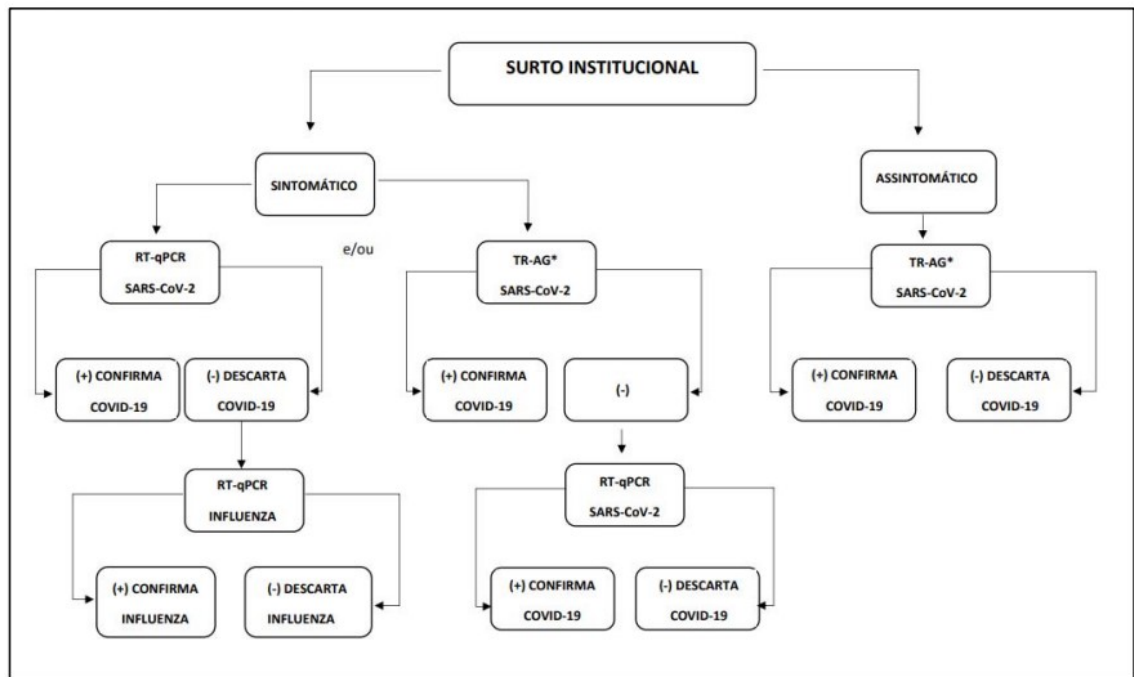 SURTO INSTITUCIONAL
SINTOMÁTICO
ASSINTOMÁTICO
RT-qPCR
SARS-CoV-2
e/ou
TR-AG*
SARS-CoV-2
TR-AG*
SARS-CoV-2
(+) CONFIRMA
COVID-19
(-) DESCARTA
COVID-19
(+) CONFIRMA
COVID-19
(-)
(+) CONFIRMA
COVID-19
(-) DESCARTA
COVID-19
RT-qPCR
INFLUENZA
RT-qPCR
SARS-CoV-2
(+) CONFIRMA
INFLUENZA
(-) DESCARTA
INFLUENZA
(+) CONFIRMA
COVID-19
(-) DESCARTA
COVID-19